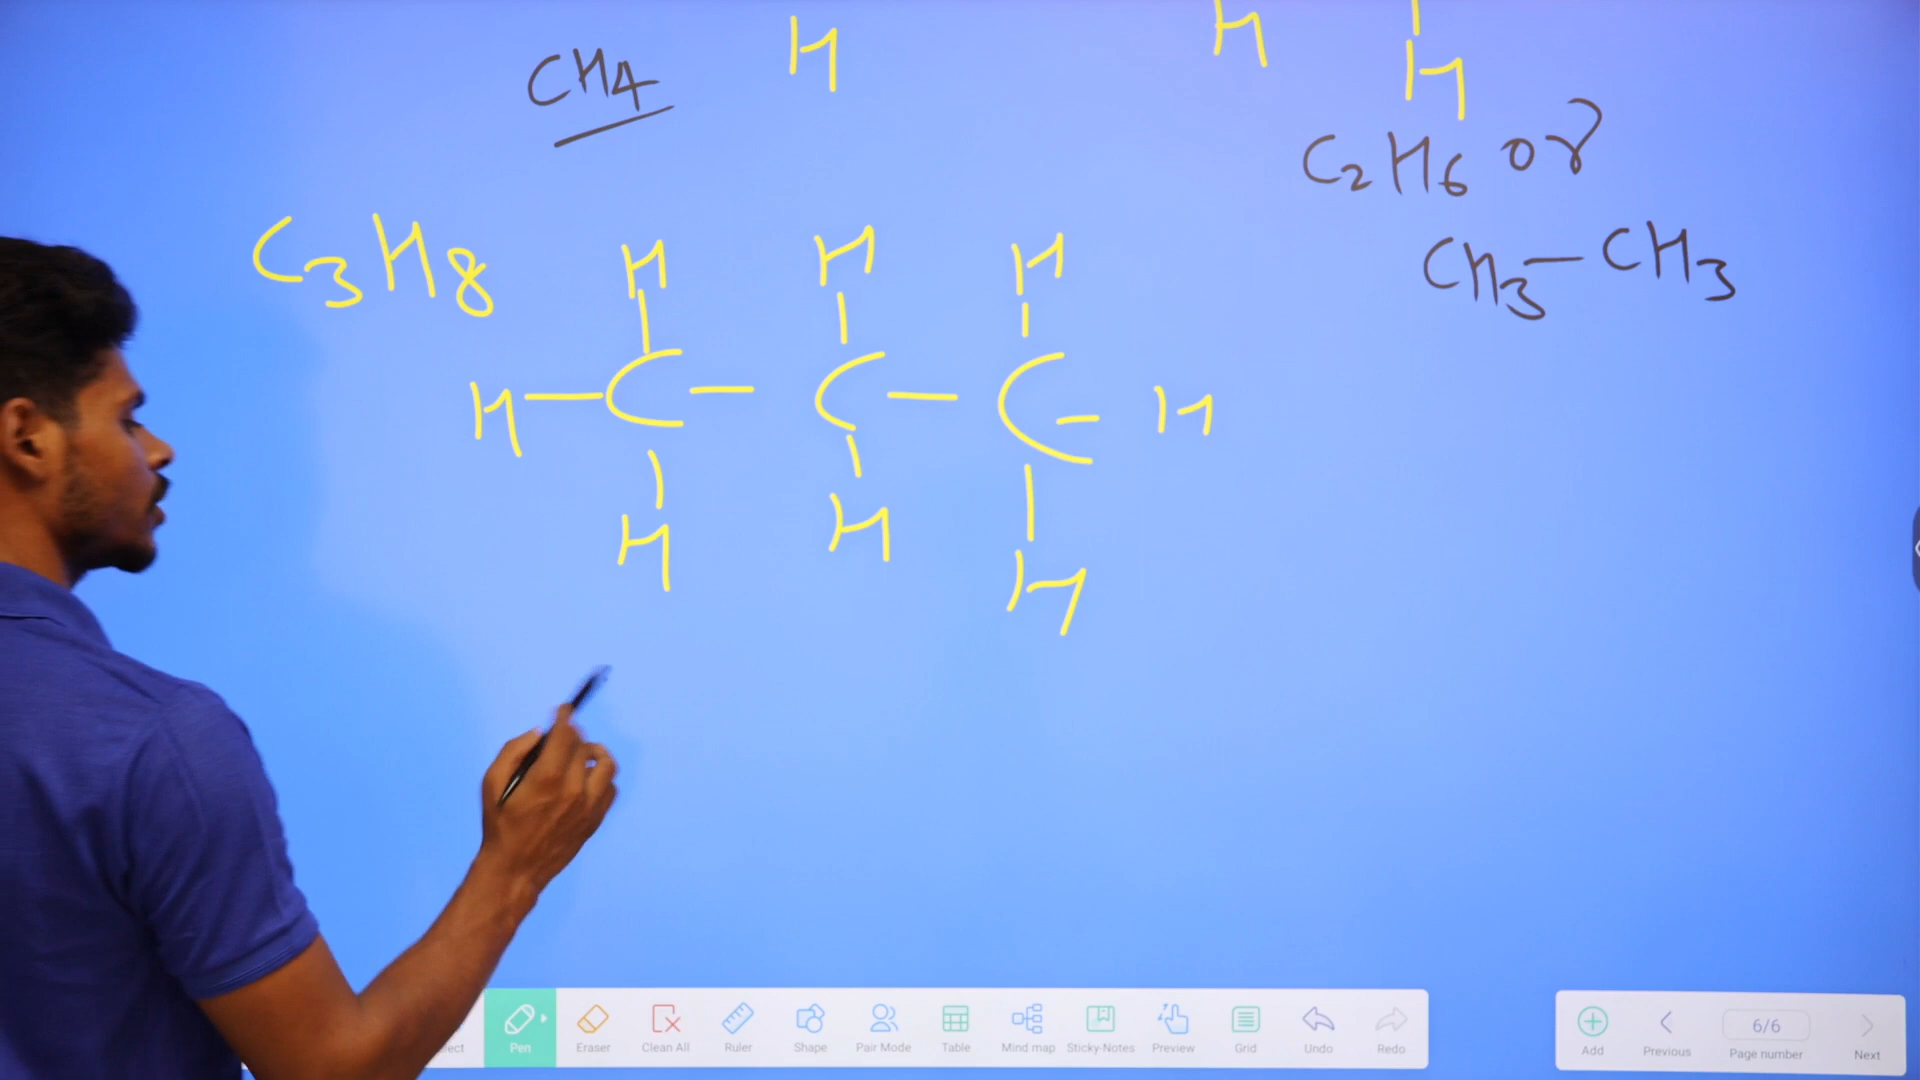 H H
H
CH4
C2H6 or
CH3-CH3
C3H8
H H H
H-C-C-C-H
H H H
Pen Eraser Clean All Ruler Shape Pair Mode Table Mind map Sticky-Notes Preview Grid Undo Redo
6/6
Add Previous Page number Next